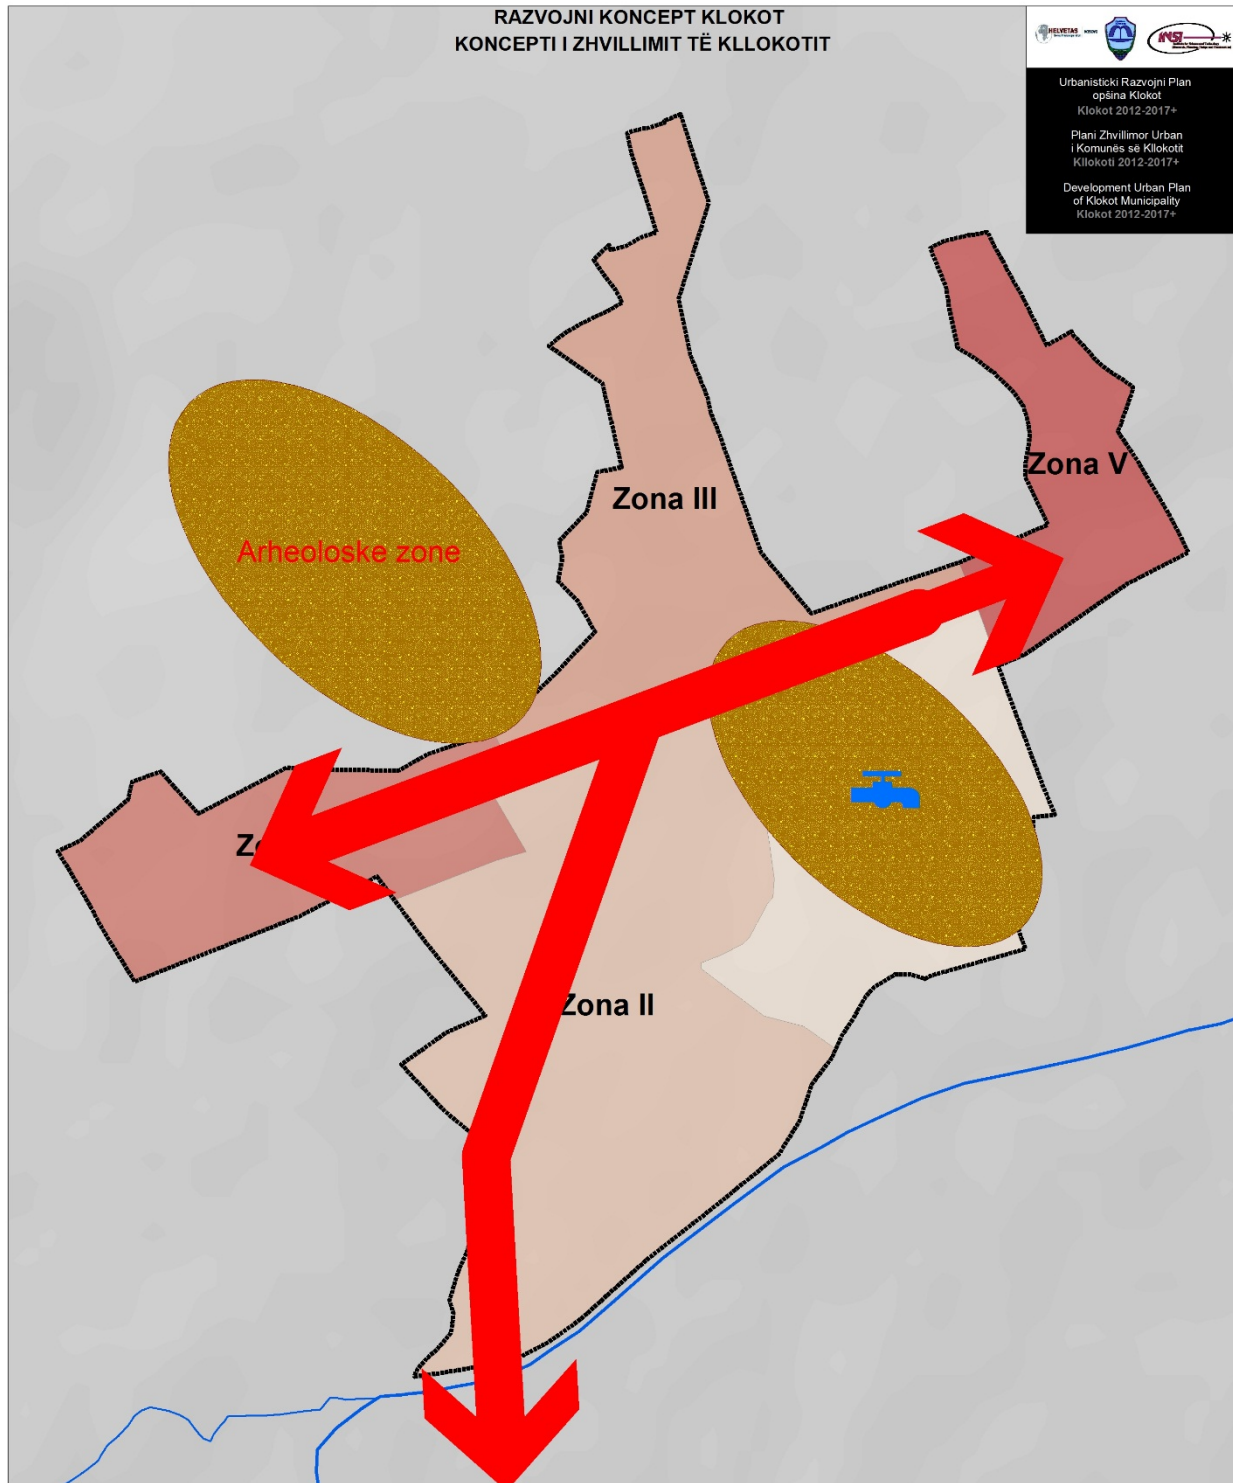 RAZVOJNI KONCEPT KLOKOT
KONCEPTI I ZHVILLIMIT TË KLLOKOTIT
HELVETAS
INSI
Urbanisticki Razvojni Plan
opšina Klokot
Klokot 2012-2017+
Plani Zhvillimor Urban
i Komunës së Kllokotit
Kllokoti 2012-2017+
Development Urban Plan
of Klokot Municipality
Klokot 2012-2017+
Zona V
Zona III
Arheoloske zone
Zona II